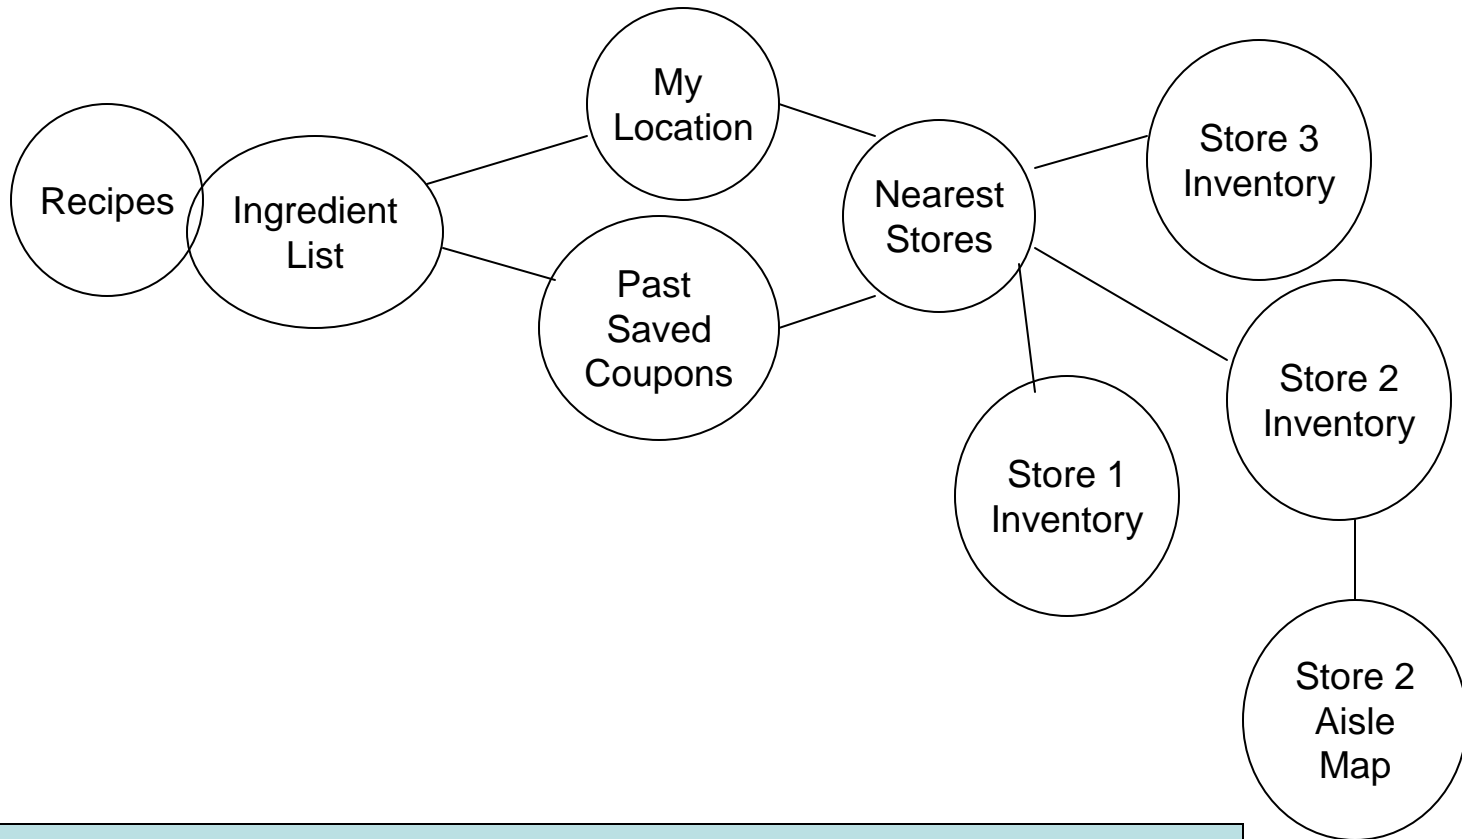 Recipes
Ingredient
List
My
Location
Past
Saved
Coupons
Nearest
Stores
Store 3
Inventory
Store 2
Inventory
Store 1
Inventory
Store 2
Aisle
Map